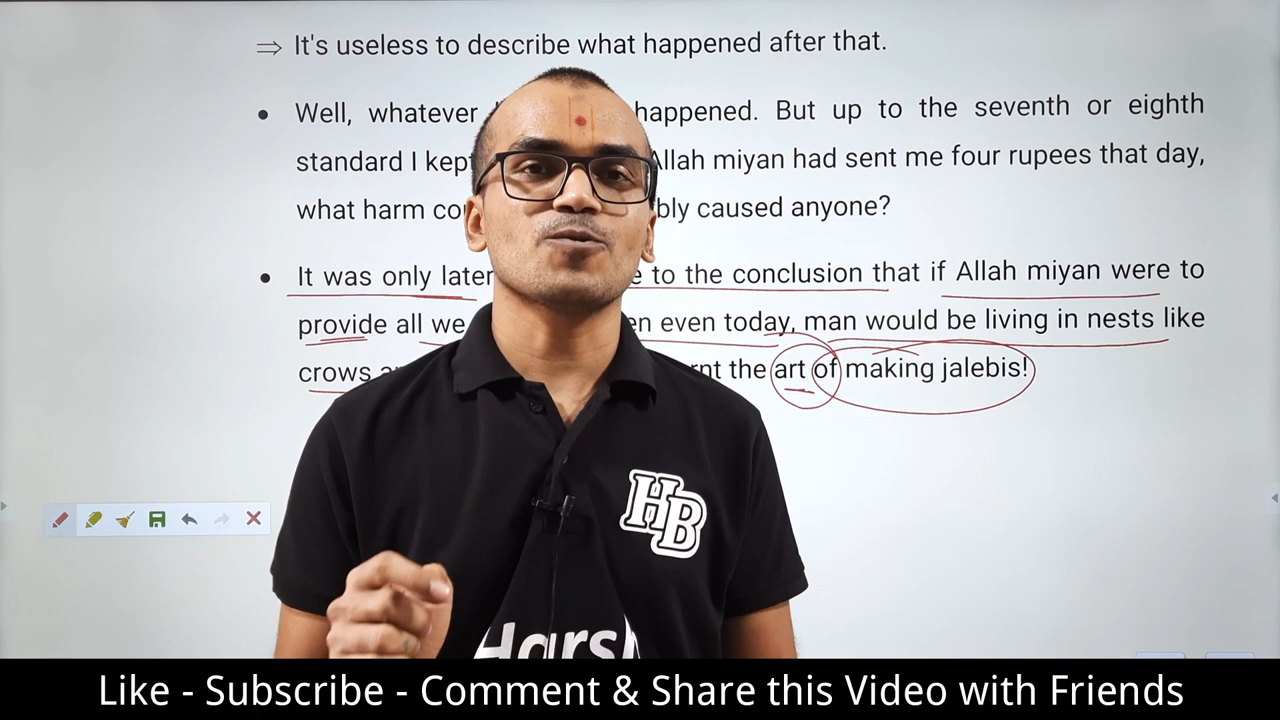 ⇒ It's useless to describe what happened after that.
• Well, whatever happened. But up to the seventh or eighth
standard I kept Allah miyan had sent me four rupees that day,
what harm caused anyone?
• It was only later to the conclusion that if Allah miyan were to
provide all we even today, man would be living in nests like
crows the art of making jalebis!
HB
Harsh
Like - Subscribe - Comment & Share this Video with Friends